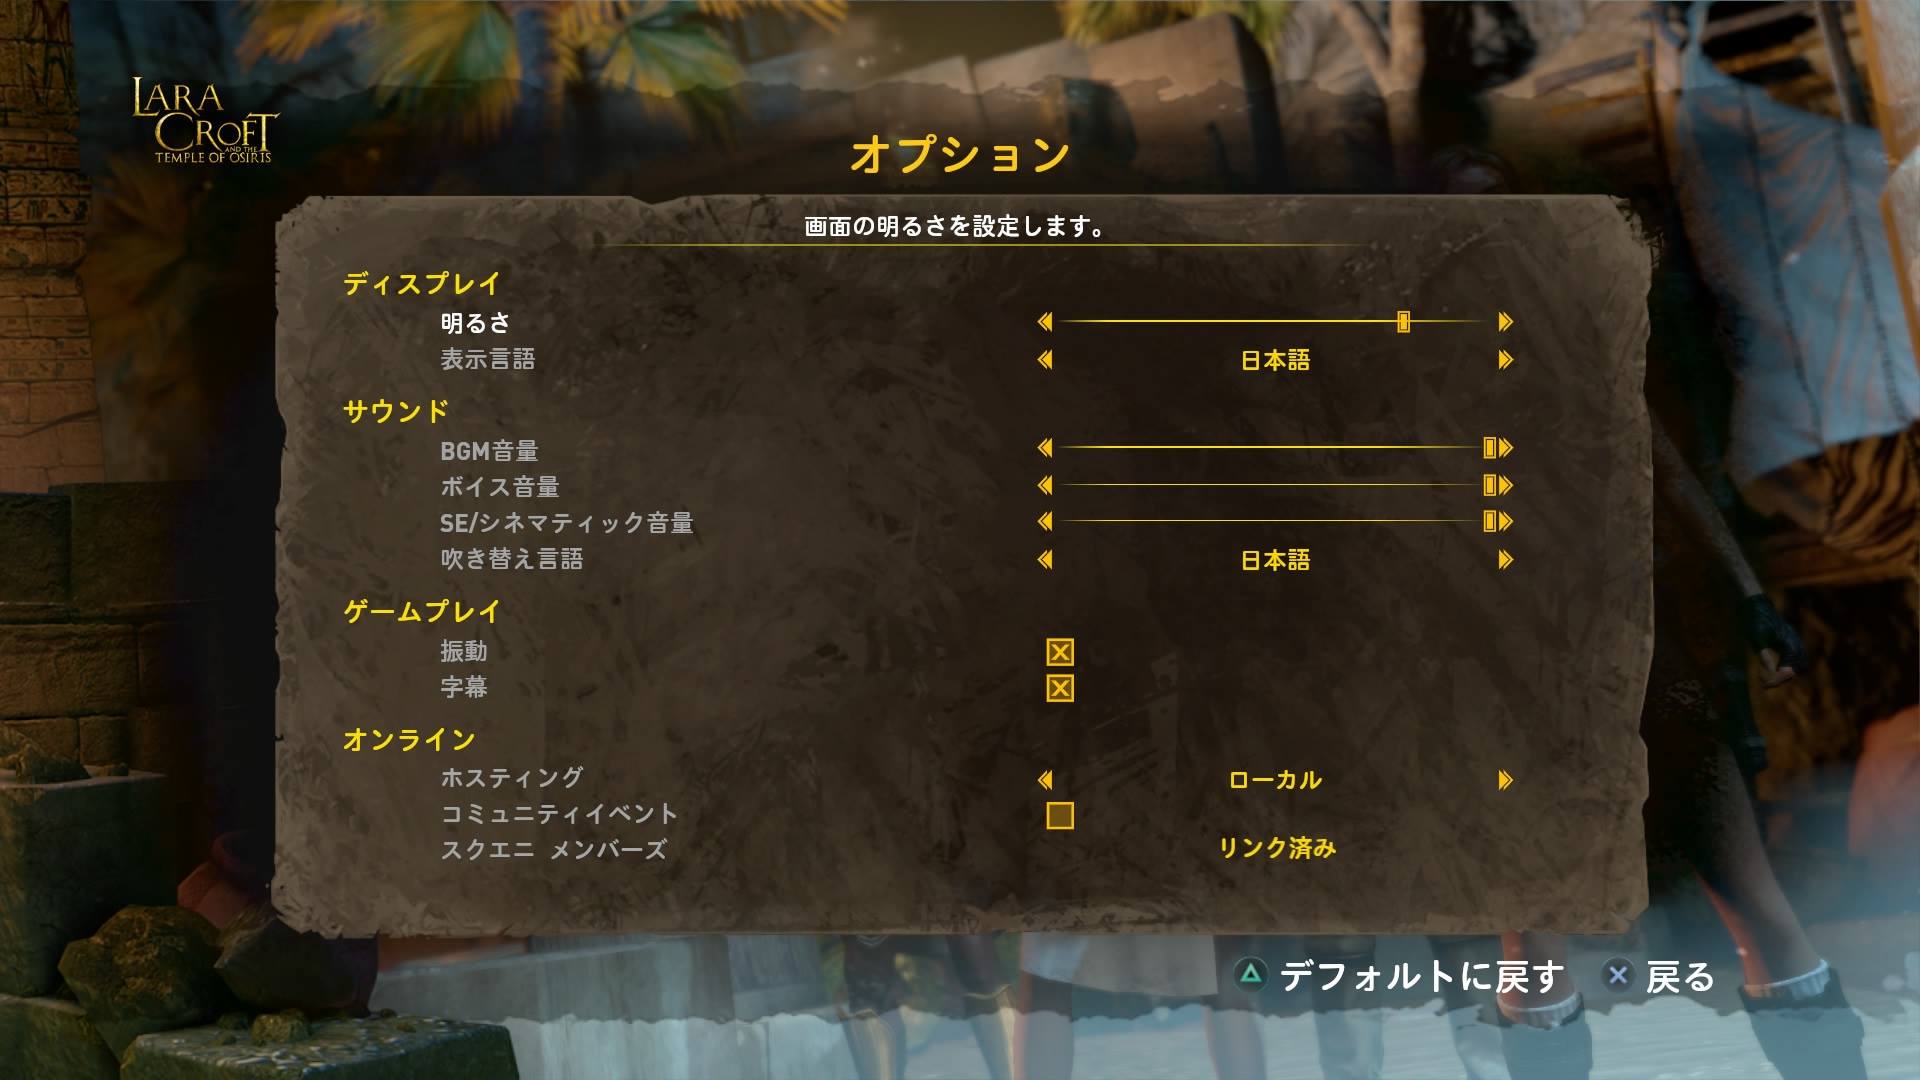 LARA
CROFT
AND THE
TEMPLE OF OSIRIS
オプション
画面の明るさを設定します。
ディスプレイ
明るさ
表示言語 日本語
サウンド
BGM音量
ボイス音量
SE/シネマティック音量
吹き替え言語 日本語
ゲームプレイ
振動
字幕
オンライン
ホスティング ローカル
コミュニティイベント
スクエニ メンバーズ リンク済み
デフォルトに戻す 戻る